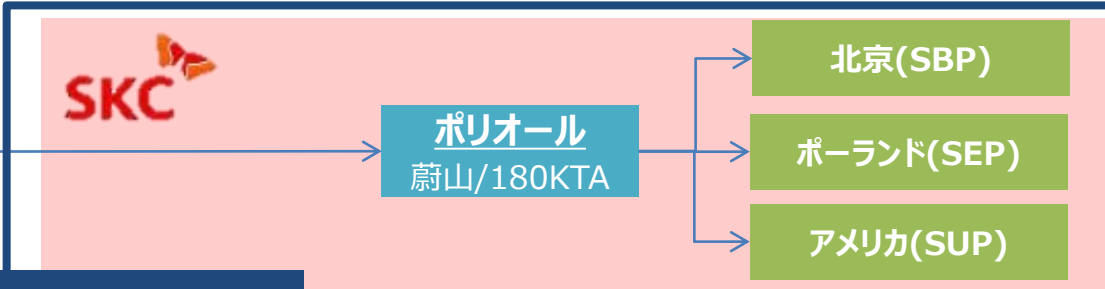 SKC
ポリオール
蔚山/180KTA
北京(SBP)
ポーランド(SEP)
アメリカ(SUP)